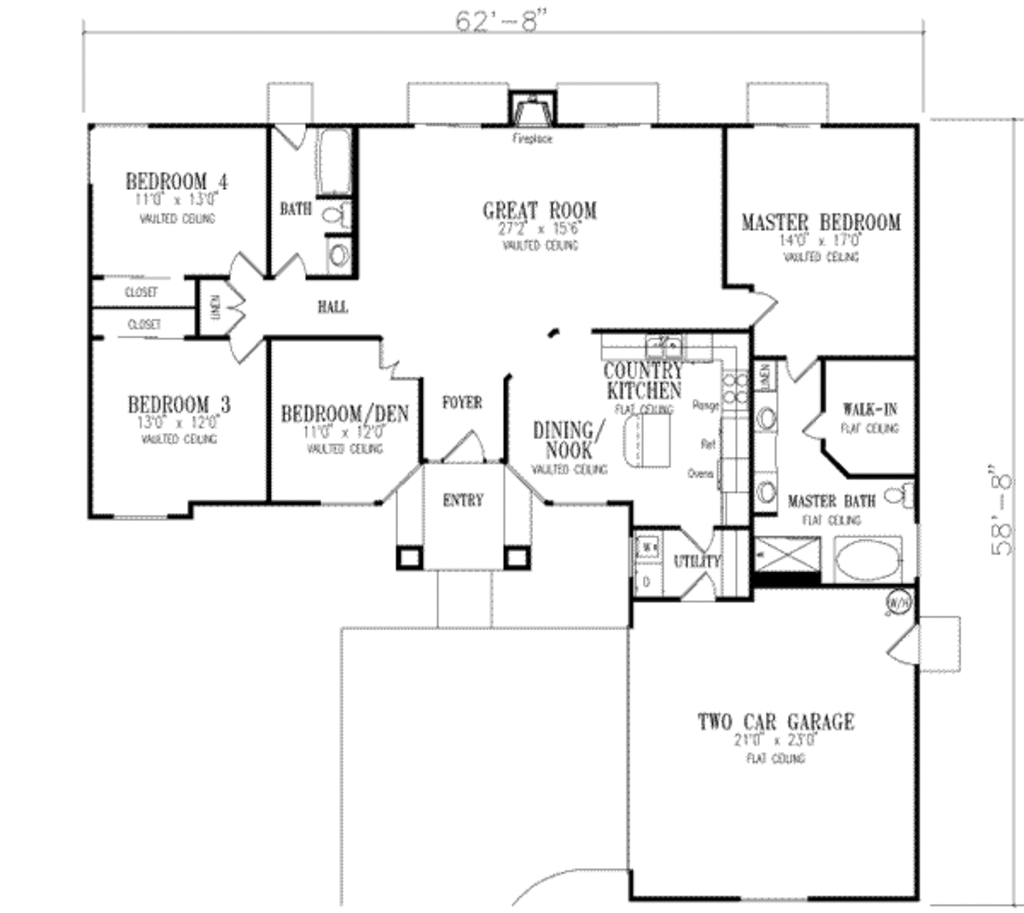 62'-8"
Fireplace
BEDROOM 4
11'0" x 13'0"
VAULTED CEILING
BATH
GREAT ROOM
27'2" x 15'6"
VAULTED CEILING
MASTER BEDROOM
14'0" x 17'0"
VAULTED CEILING
CLOSET
LINEN
HALL
CLOSET
COUNTRY
KITCHEN
FLAT CEILING
LINEN
BEDROOM 3
13'0" x 12'0"
VAULTED CEILING
BEDROOM/DEN
11'0" x 12'0"
VAULTED CEILING
FOYER
Range
WALK-IN
FLAT CEILING
DINING/
NOOK
VAULTED CEILING
Ref
Ovens
ENTRY
MASTER BATH
FLAT CEILING
58'-8"
W
UTILITY
D
W/H
TWO CAR GARAGE
21'0" x 23'0"
FLAT CEILING